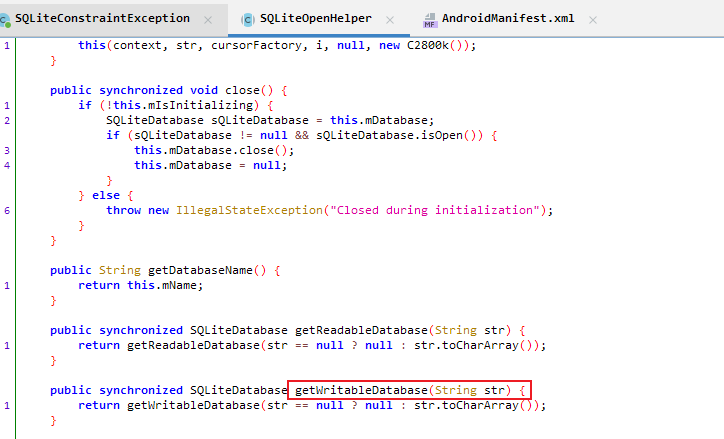 SQLiteConstraintException × SQLiteOpenHelper × MF AndroidManifest.xml ×
1 this(context, str, cursorFactory, i, null, new C2800k());
}
public synchronized void close() {
1 if (!this.mIsInitializing) {
2 SQLiteDatabase sQLiteDatabase = this.mDatabase;
if (sQLiteDatabase != null && sQLiteDatabase.isOpen()) {
3 this.mDatabase.close();
4 this.mDatabase = null;
}
} else {
6 throw new IllegalStateException("Closed during initialization");
}
}
public String getDatabaseName() {
1 return this.mName;
}
public synchronized SQLiteDatabase getReadableDatabase(String str) {
1 return getReadableDatabase(str == null ? null : str.toCharArray());
}
public synchronized SQLiteDatabase getWritableDatabase(String str) {
1 return getWritableDatabase(str == null ? null : str.toCharArray());
}